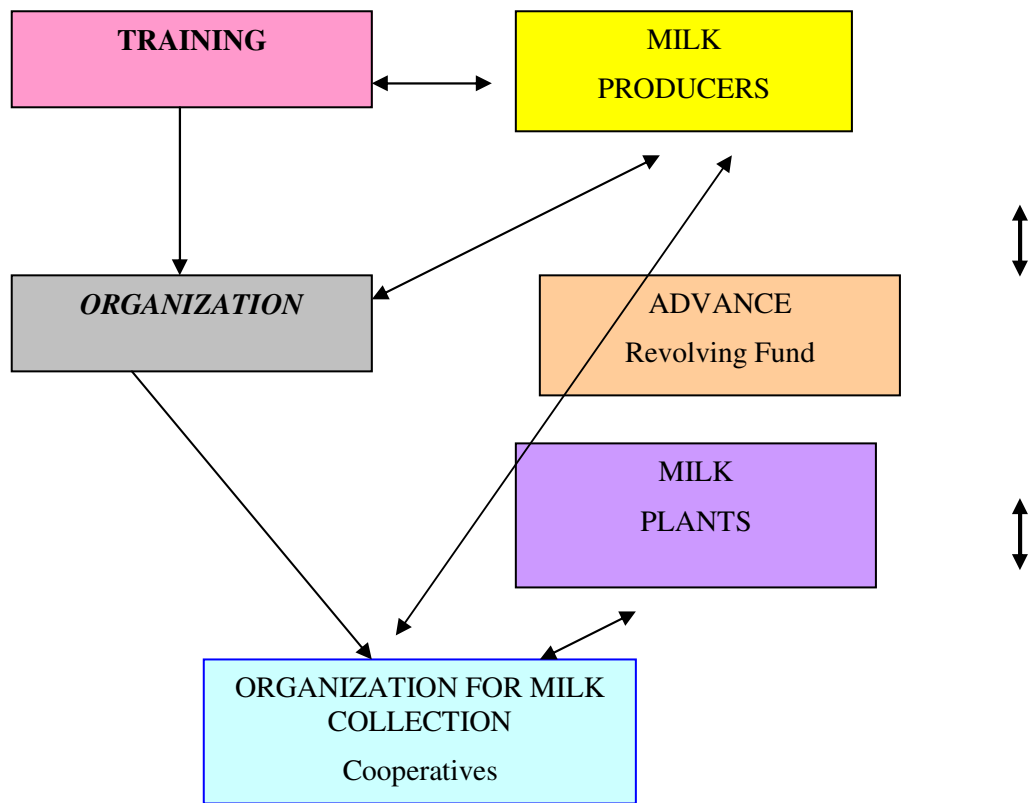 TRAINING
MILK
PRODUCERS
ORGANIZATION
ADVANCE
Revolving Fund
MILK
PLANTS
ORGANIZATION FOR MILK
COLLECTION
Cooperatives